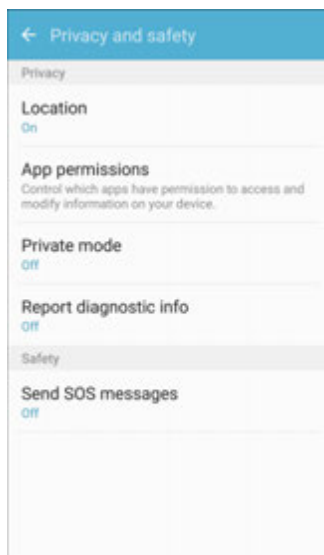 Privacy and safety
Privacy
Location
On
App permissions
Control which apps have permission to access and
modify information on your device.
Private mode
Off
Report diagnostic info
Off
Safety
Send SOS messages
Off